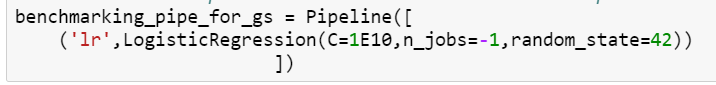 benchmarking_pipe_for_gs = Pipeline([
('lr',LogisticRegression(C=1E10,n_jobs=-1,random_state=42))
])